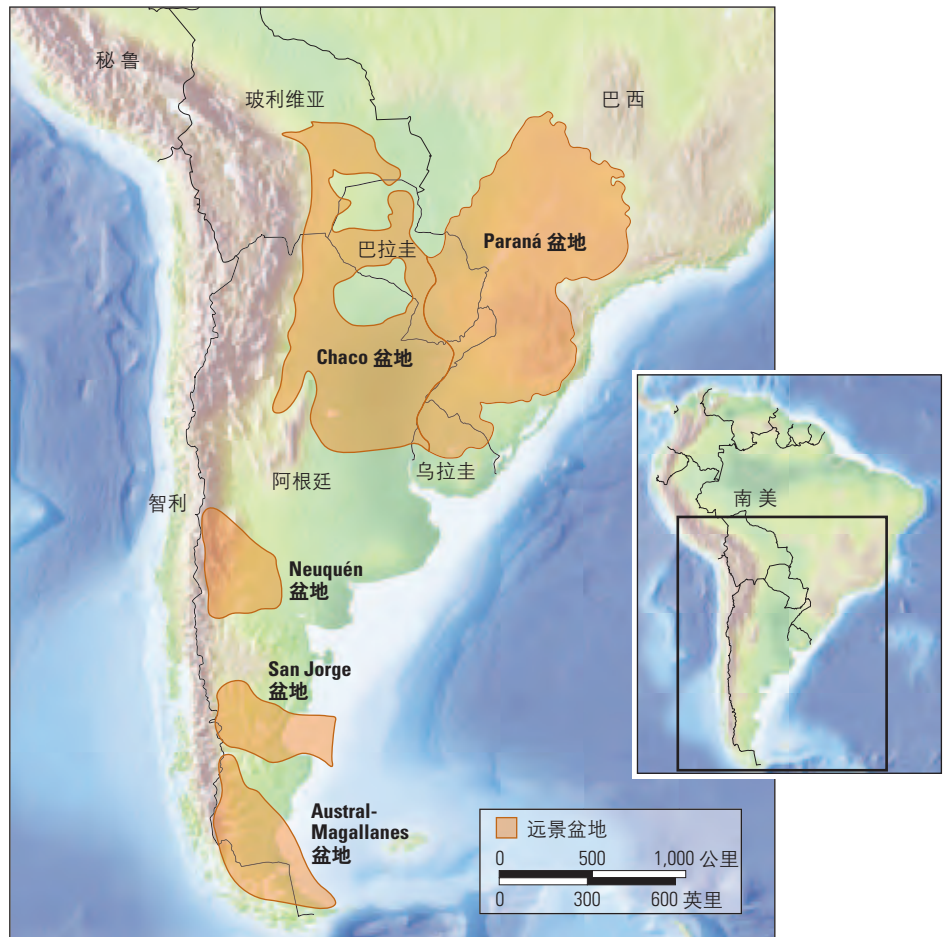 秘鲁
玻利维亚
巴西
Paraná 盆地
巴拉圭
Chaco 盆地
阿根廷
乌拉圭
智利
南美
Neuquén
盆地
San Jorge
盆地
Austral-
Magallanes
盆地
远景盆地
0 500 1,000 公里
0 300 600 英里